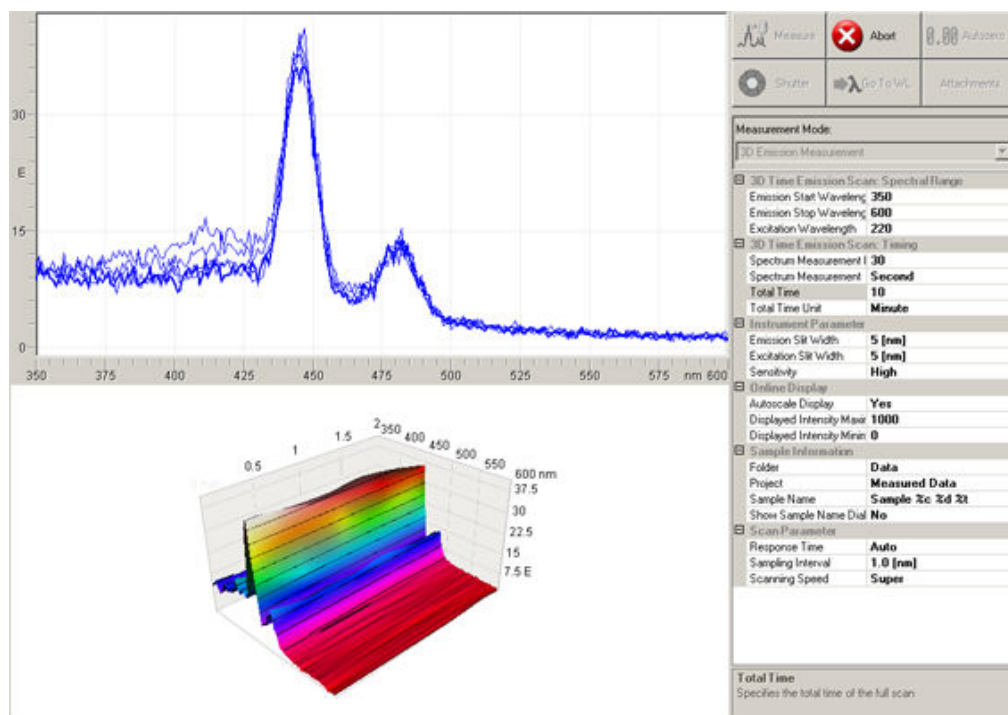 30
E
15
0
350 375 400 425 450 475 500 525 550 575 nm 600
0.5 1 1.5 2 350 400 450 500 550 600 nm
37.5
30
22.5
15
7.5 E
Measure Abort 0.00 Autozero
Shutter Go To WL Attachments
Measurement Mode:
3D Emission Measurement
3D Time Emission Scan: Spectral Range
Emission Start Waveleng 350
Emission Stop Waveleng 600
Excitation Wavelength 220
3D Time Emission Scan: Timing
Spectrum Measurement I 30
Spectrum Measurement Second
Total Time 10
Total Time Unit Minute
Instrument Parameter
Emission Slit Width 5 [nm]
Excitation Slit Width 5 [nm]
Sensitivity High
Online Display
Autoscale Display Yes
Displayed Intensity Maxir 1000
Displayed Intensity Minin 0
Sample Information
Folder Data
Project Measured Data
Sample Name Sample %c %d %t
Show Sample Name Dial No
Scan Parameter
Response Time Auto
Sampling Interval 1.0 [nm]
Scanning Speed Super
Total Time
Specifies the total time of the full scan